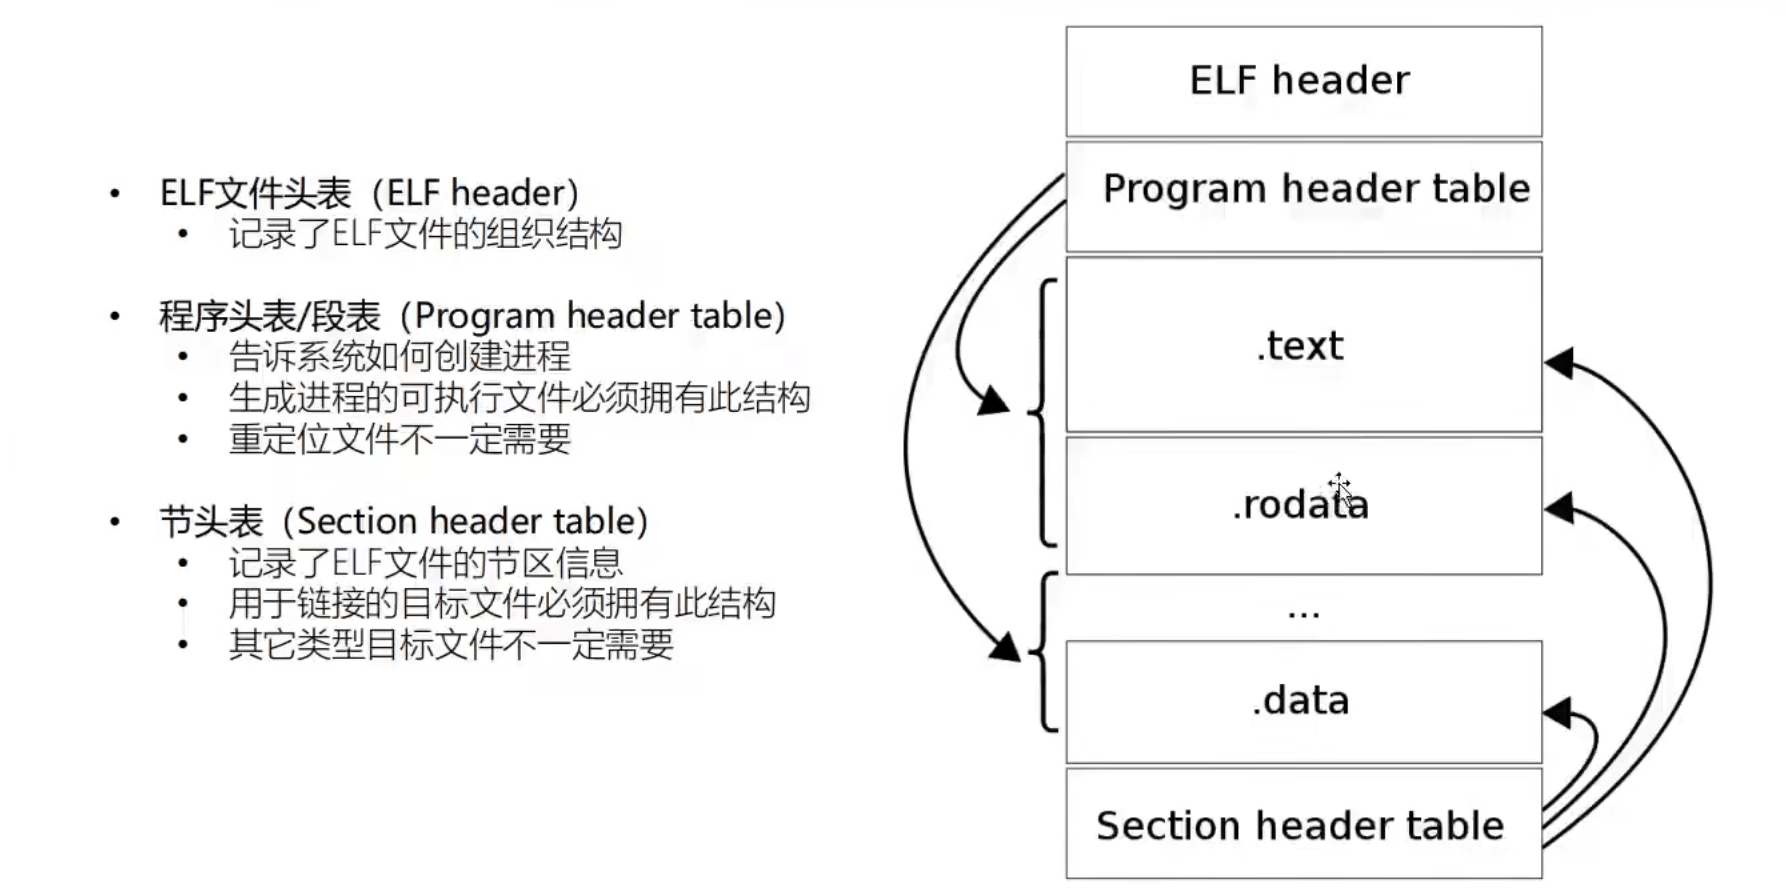 • ELF文件头表（ELF header）
• 记录了ELF文件的组织结构
• 程序头表/段表（Program header table）
• 告诉系统如何创建进程
• 生成进程的可执行文件必须拥有此结构
• 重定位文件不一定需要
• 节头表（Section header table）
• 记录了ELF文件的节区信息
• 用于链接的目标文件必须拥有此结构
• 其它类型目标文件不一定需要
ELF header
Program header table
.text
.rodata
...
.data
Section header table